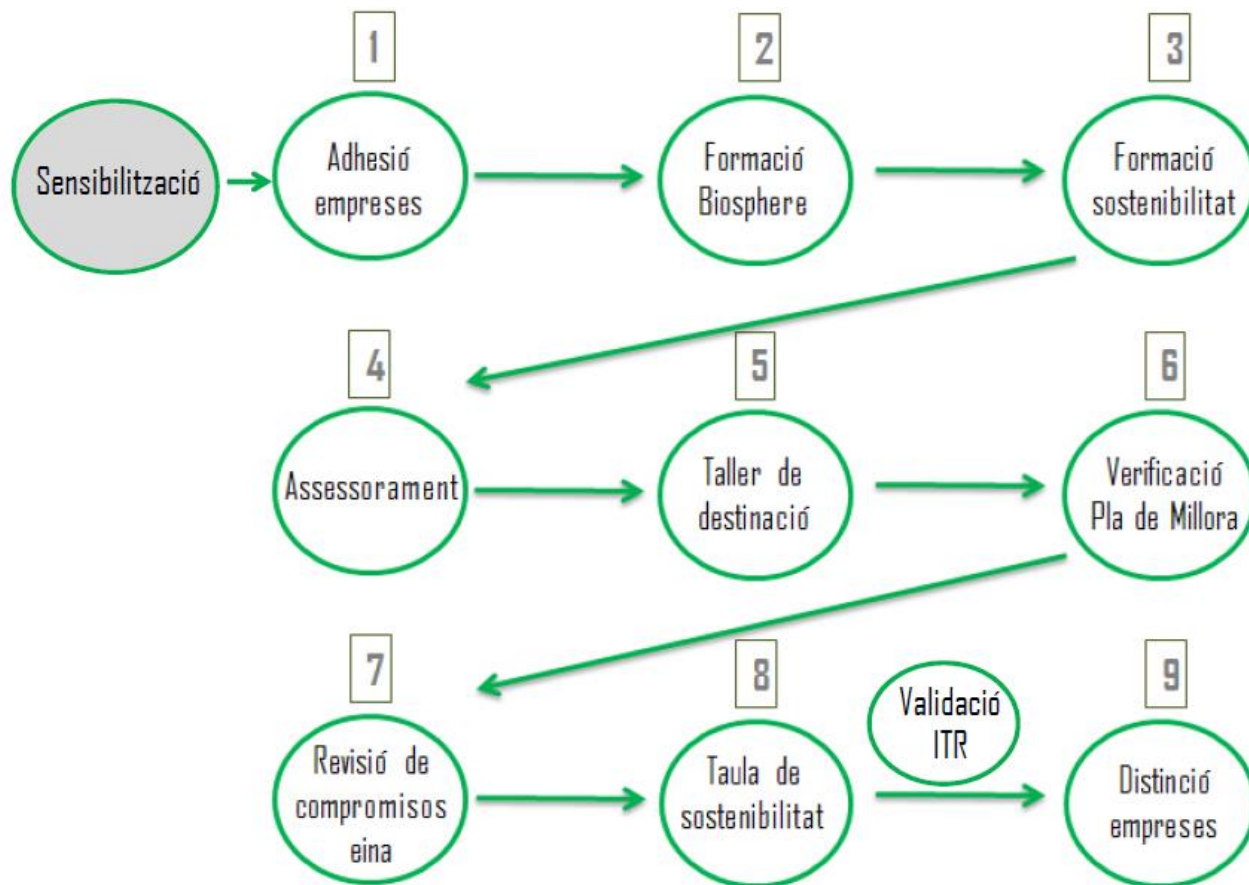 1
2
3
Sensibilització
Adhesió
empreses
Formació
Biosphere
Formació
sostenibilitat
4
5
6
Assessorament
Taller de
destinació
Verificació
Pla de Millora
7
8
9
Validació
ITR
Revisió de
compromisos
eina
Taula de
sostenibilitat
Distinció
empreses